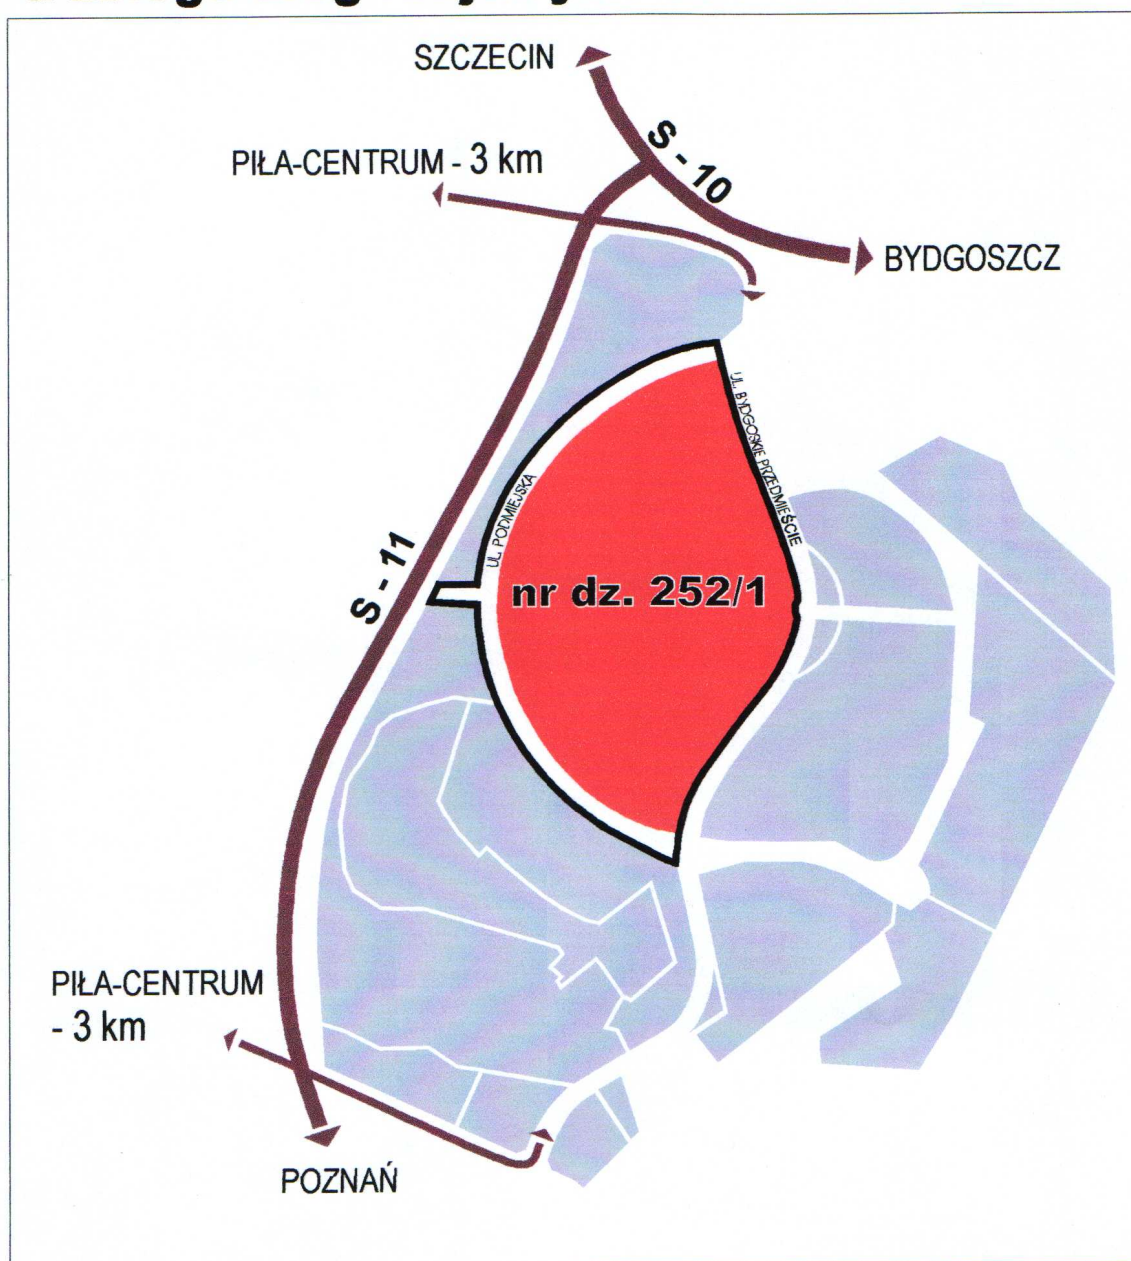 SZCZECIN
PIŁA-CENTRUM - 3 km
S - 10
BYDGOSZCZ
UL. BYDGOSKIE PRZEDMIEŚCIE
UL. PODMIEJSKA
S - 11
nr dz. 252/1
PIŁA-CENTRUM
- 3 km
POZNAŃ